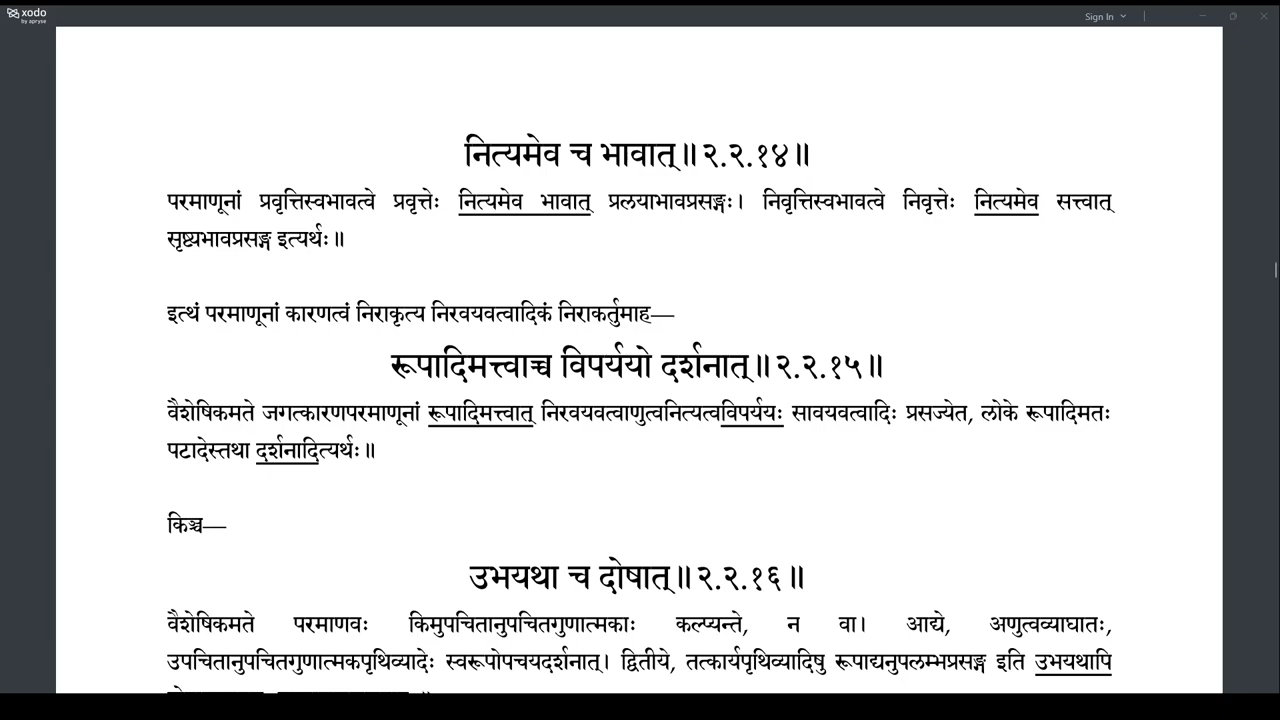 xodo
by apryse
Sign In
नित्यमेव च भावात्॥२.२.१४॥
परमाणूनां प्रवृत्तिस्वभावत्वे प्रवृत्तेः नित्यमेव भावात् प्रलयाभावप्रसङ्गः। निवृत्तिस्वभावत्वे निवृत्तेः नित्यमेव सत्त्वात्
सृष्ट्यभावप्रसङ्ग इत्यर्थः॥
इत्थं परमाणूनां कारणत्वं निराकृत्य निरवयवत्वादिकं निराकर्तुमाह—
रूपादिमत्त्वाच्च विपर्ययो दर्शनात्॥२.२.१५॥
वैशेषिकमते जगत्कारणपरमाणूनां रूपादिमत्त्वात् निरवयवत्वाणुत्वनित्यत्वविपर्ययः सावयवत्वादिः प्रसज्येत, लोके रूपादिमतः
पटादेस्तथा दर्शनादित्यर्थः॥
किञ्च—
उभयथा च दोषात्॥२.२.१६॥
वैशेषिकमते परमाणवः किमुपचितानुपचितगुणात्मकाः कल्प्यन्ते, न वा। आद्ये, अणुत्वव्याघातः,
उपचितानुपचितगुणात्मकपृथिव्यादेः स्वरूपोपचयदर्शनात्। द्वितीये, तत्कार्यपृथिव्यादिषु रूपाद्यनुपलम्भप्रसङ्ग इति उभयथापि